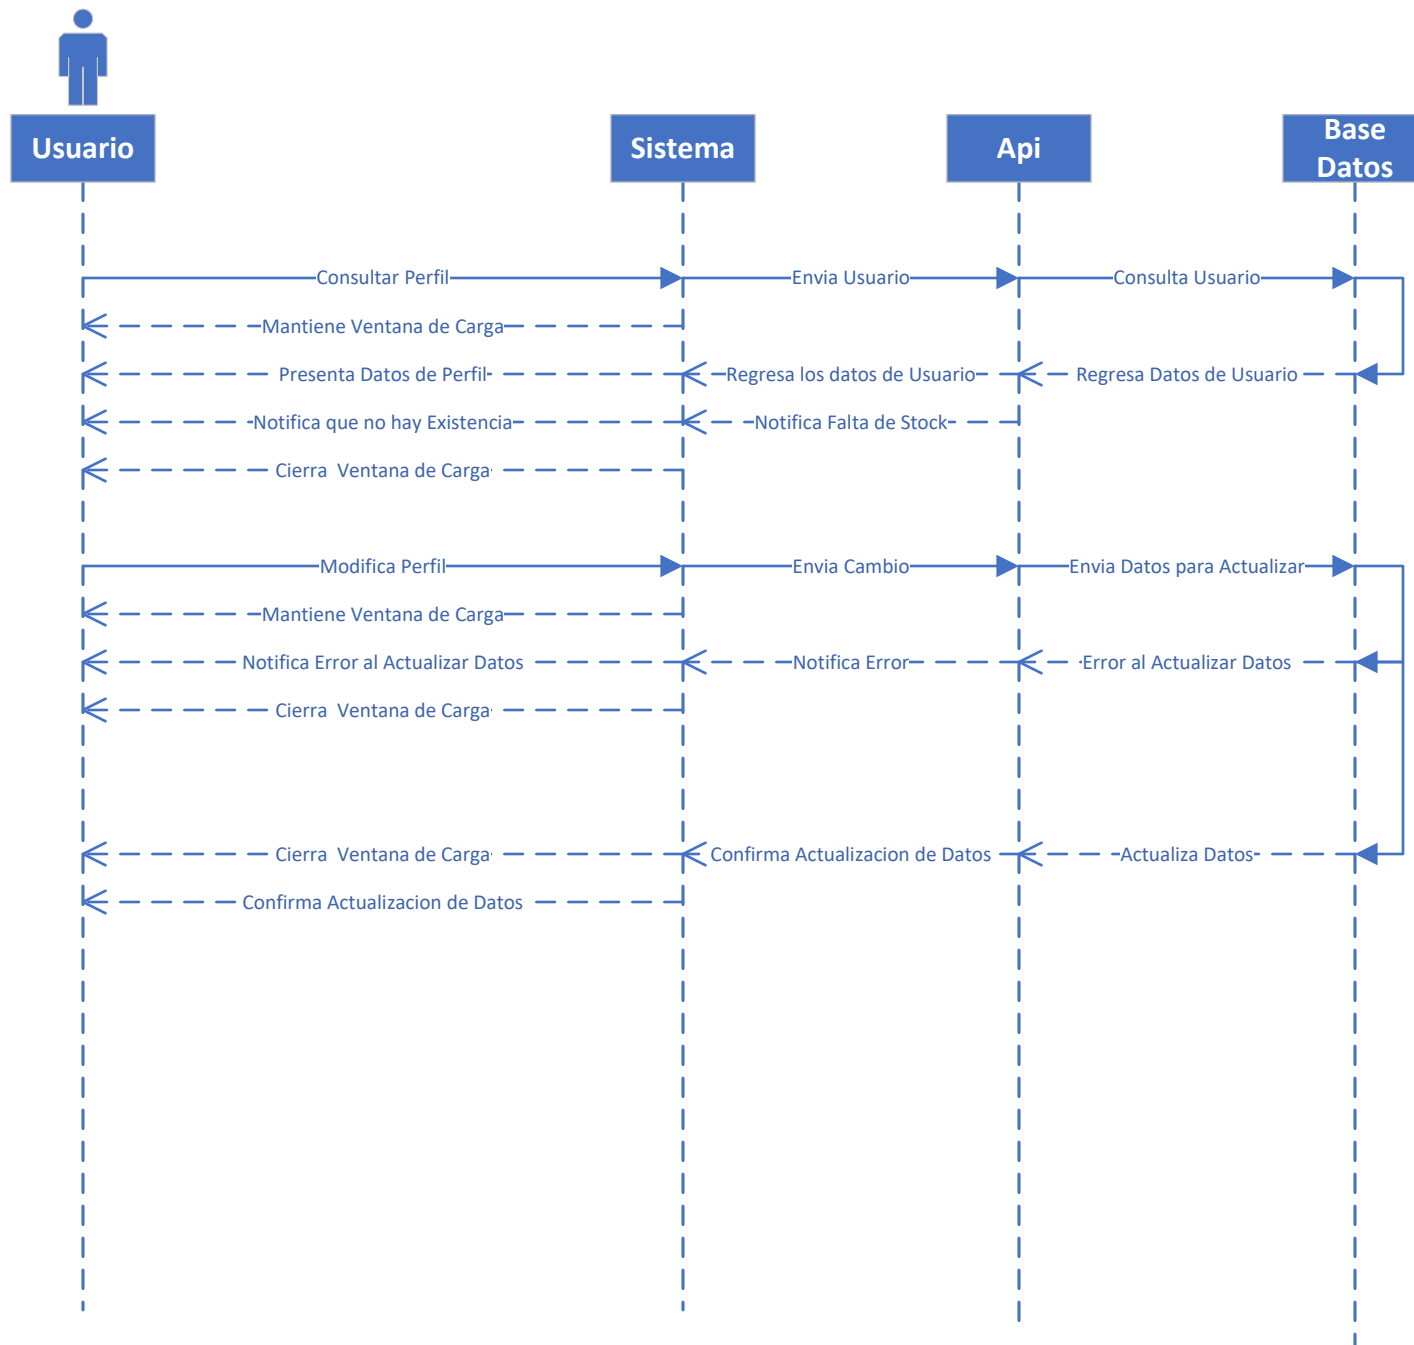 Usuario
Sistema
Api
Base
Datos
Consultar Perfil
Envia Usuario
Consulta Usuario
Mantiene Ventana de Carga
Presenta Datos de Perfil
Regresa los datos de Usuario
Regresa Datos de Usuario
Notifica que no hay Existencia
Notifica Falta de Stock
Cierra  Ventana de Carga
Modifica Perfil
Envia Cambio
Envia Datos para Actualizar
Mantiene Ventana de Carga
Notifica Error al Actualizar Datos
Notifica Error
Error al Actualizar Datos
Cierra  Ventana de Carga
Cierra  Ventana de Carga
Confirma Actualizacion de Datos
Actualiza Datos
Confirma Actualizacion de Datos